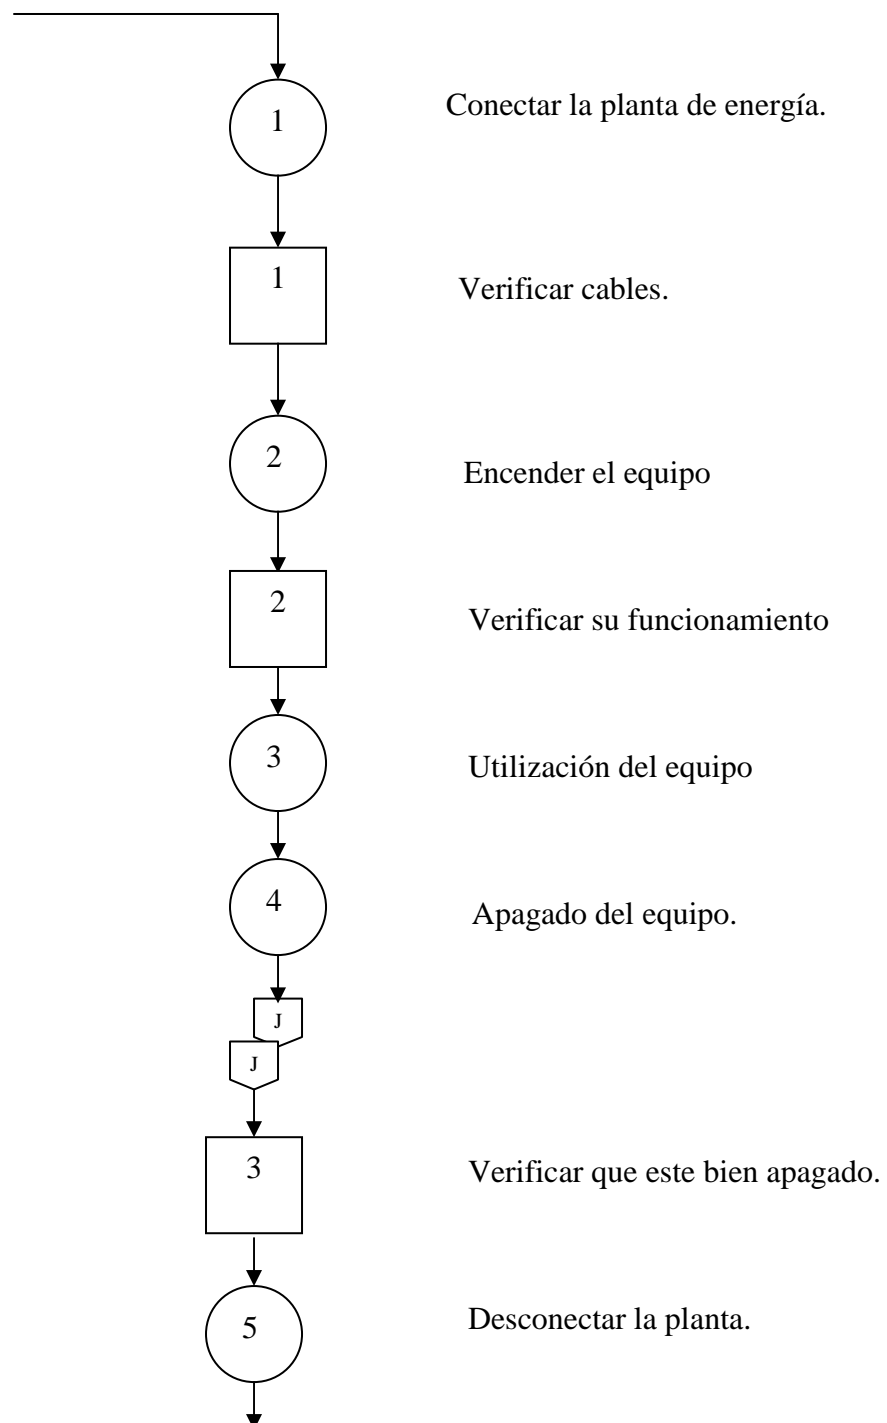 1 Conectar la planta de energía.
1 Verificar cables.
2 Encender el equipo
2 Verificar su funcionamiento
3 Utilización del equipo
4 Apagado del equipo.
J
J
3 Verificar que este bien apagado.
5 Desconectar la planta.